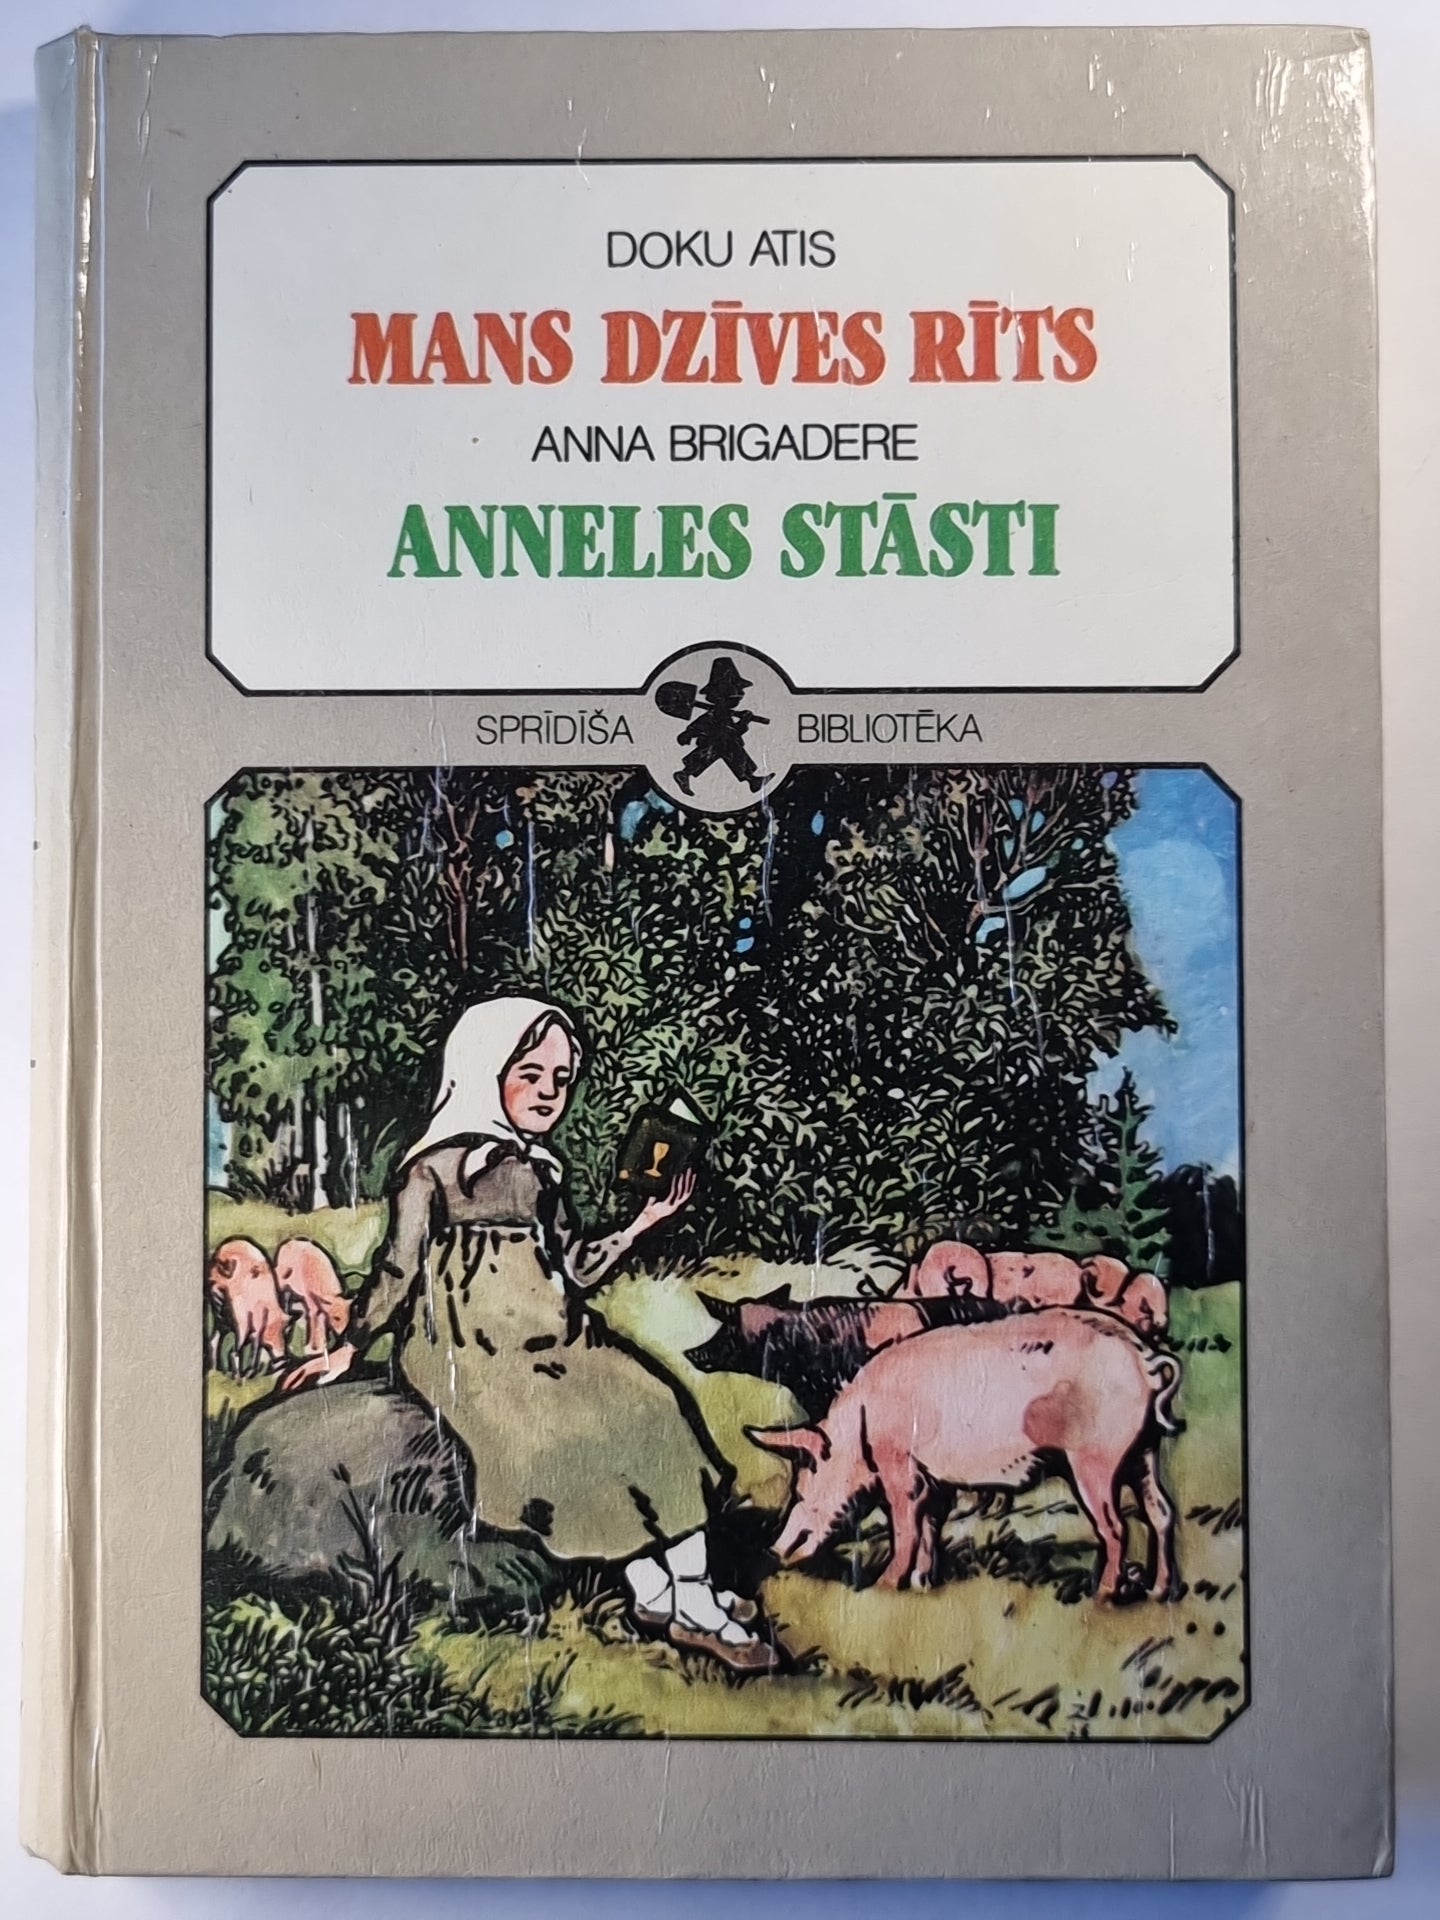 DOKU ATIS
MANS DZĪVES RĪTS
ANNA BRIGADERE
ANNELES STĀSTI
SPRĪDĪŠA BIBLIOTĒKA